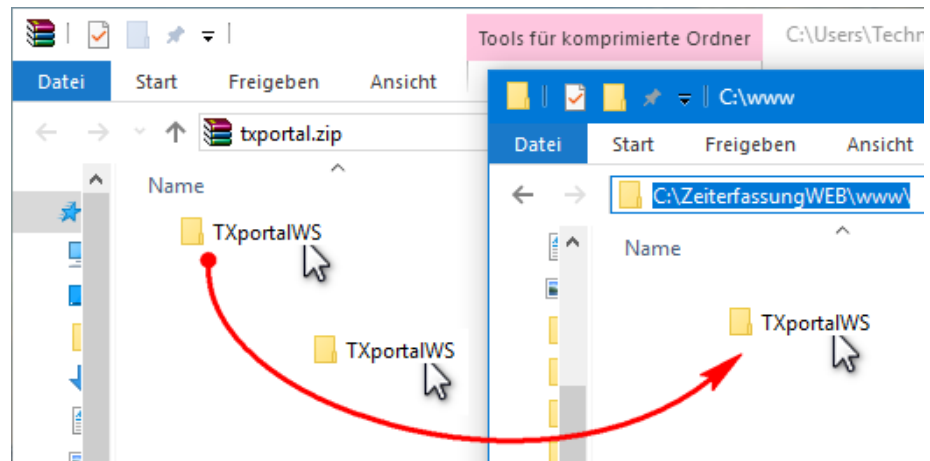 Tools für komprimierte Ordner
C:\Users\Techn
Datei Start Freigeben Ansicht
txportal.zip
Name
TXportalWS
TXportalWS
C:\www
Datei Start Freigeben Ansicht
C:\ZeiterfassungWEB\www\
Name
TXportalWS